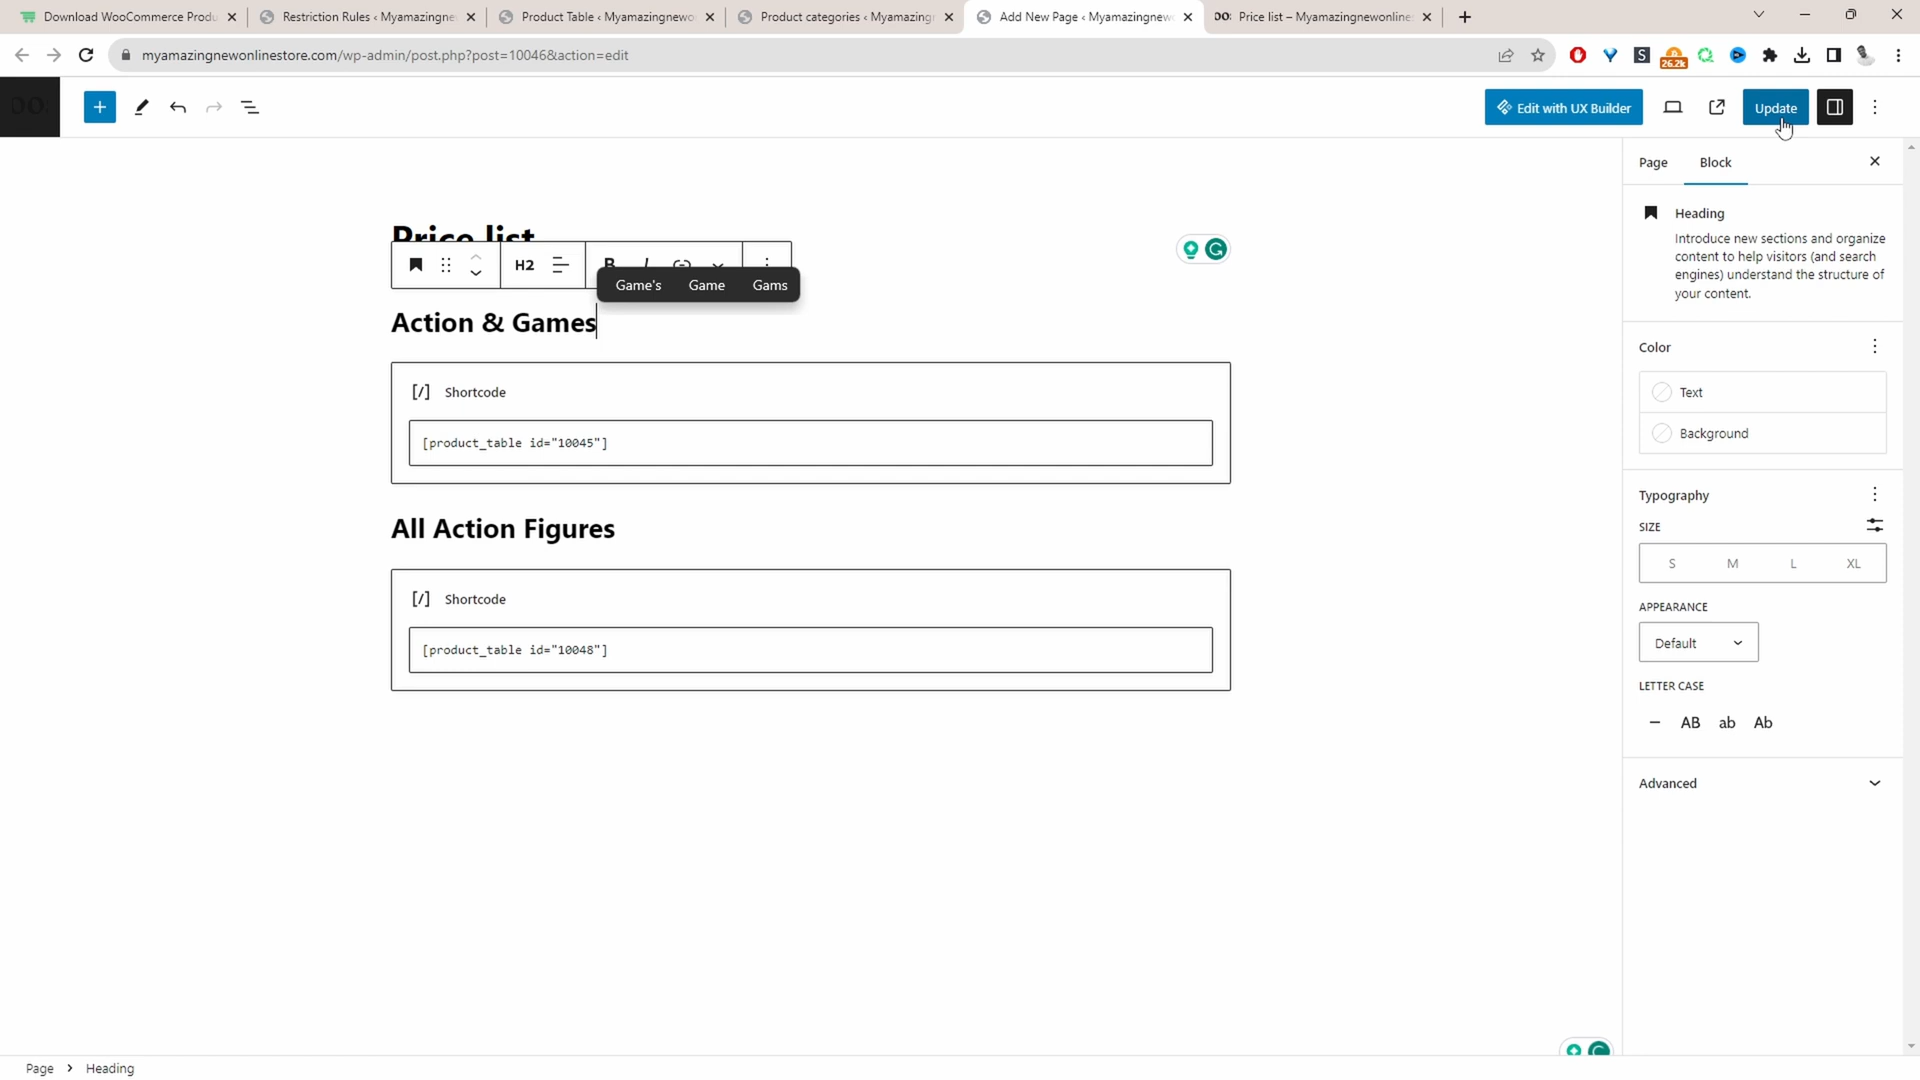 Download WooCommerce Produ
Restriction Rules ‹ Myamazingne
Product Table ‹ Myamazingnewo
Product categories ‹ Myamazing
Add New Page ‹ Myamazingnew
Price list – Myamazingnewonline
myamazingnewonlinestore.com/wp-admin/post.php?post=10046&action=edit
26.2k
Edit with UX Builder
Update
Page
Block
Heading
Introduce new sections and organize
content to help visitors (and search
engines) understand the structure of
your content.
Price list
H2
B I
Game's Game Gams
Action & Games
[/] Shortcode
[product_table id="10045"]
All Action Figures
[/] Shortcode
[product_table id="10048"]
Color
Text
Background
Typography
SIZE
S M L XL
APPEARANCE
Default
LETTER CASE
– AB ab Ab
Advanced
Page › Heading